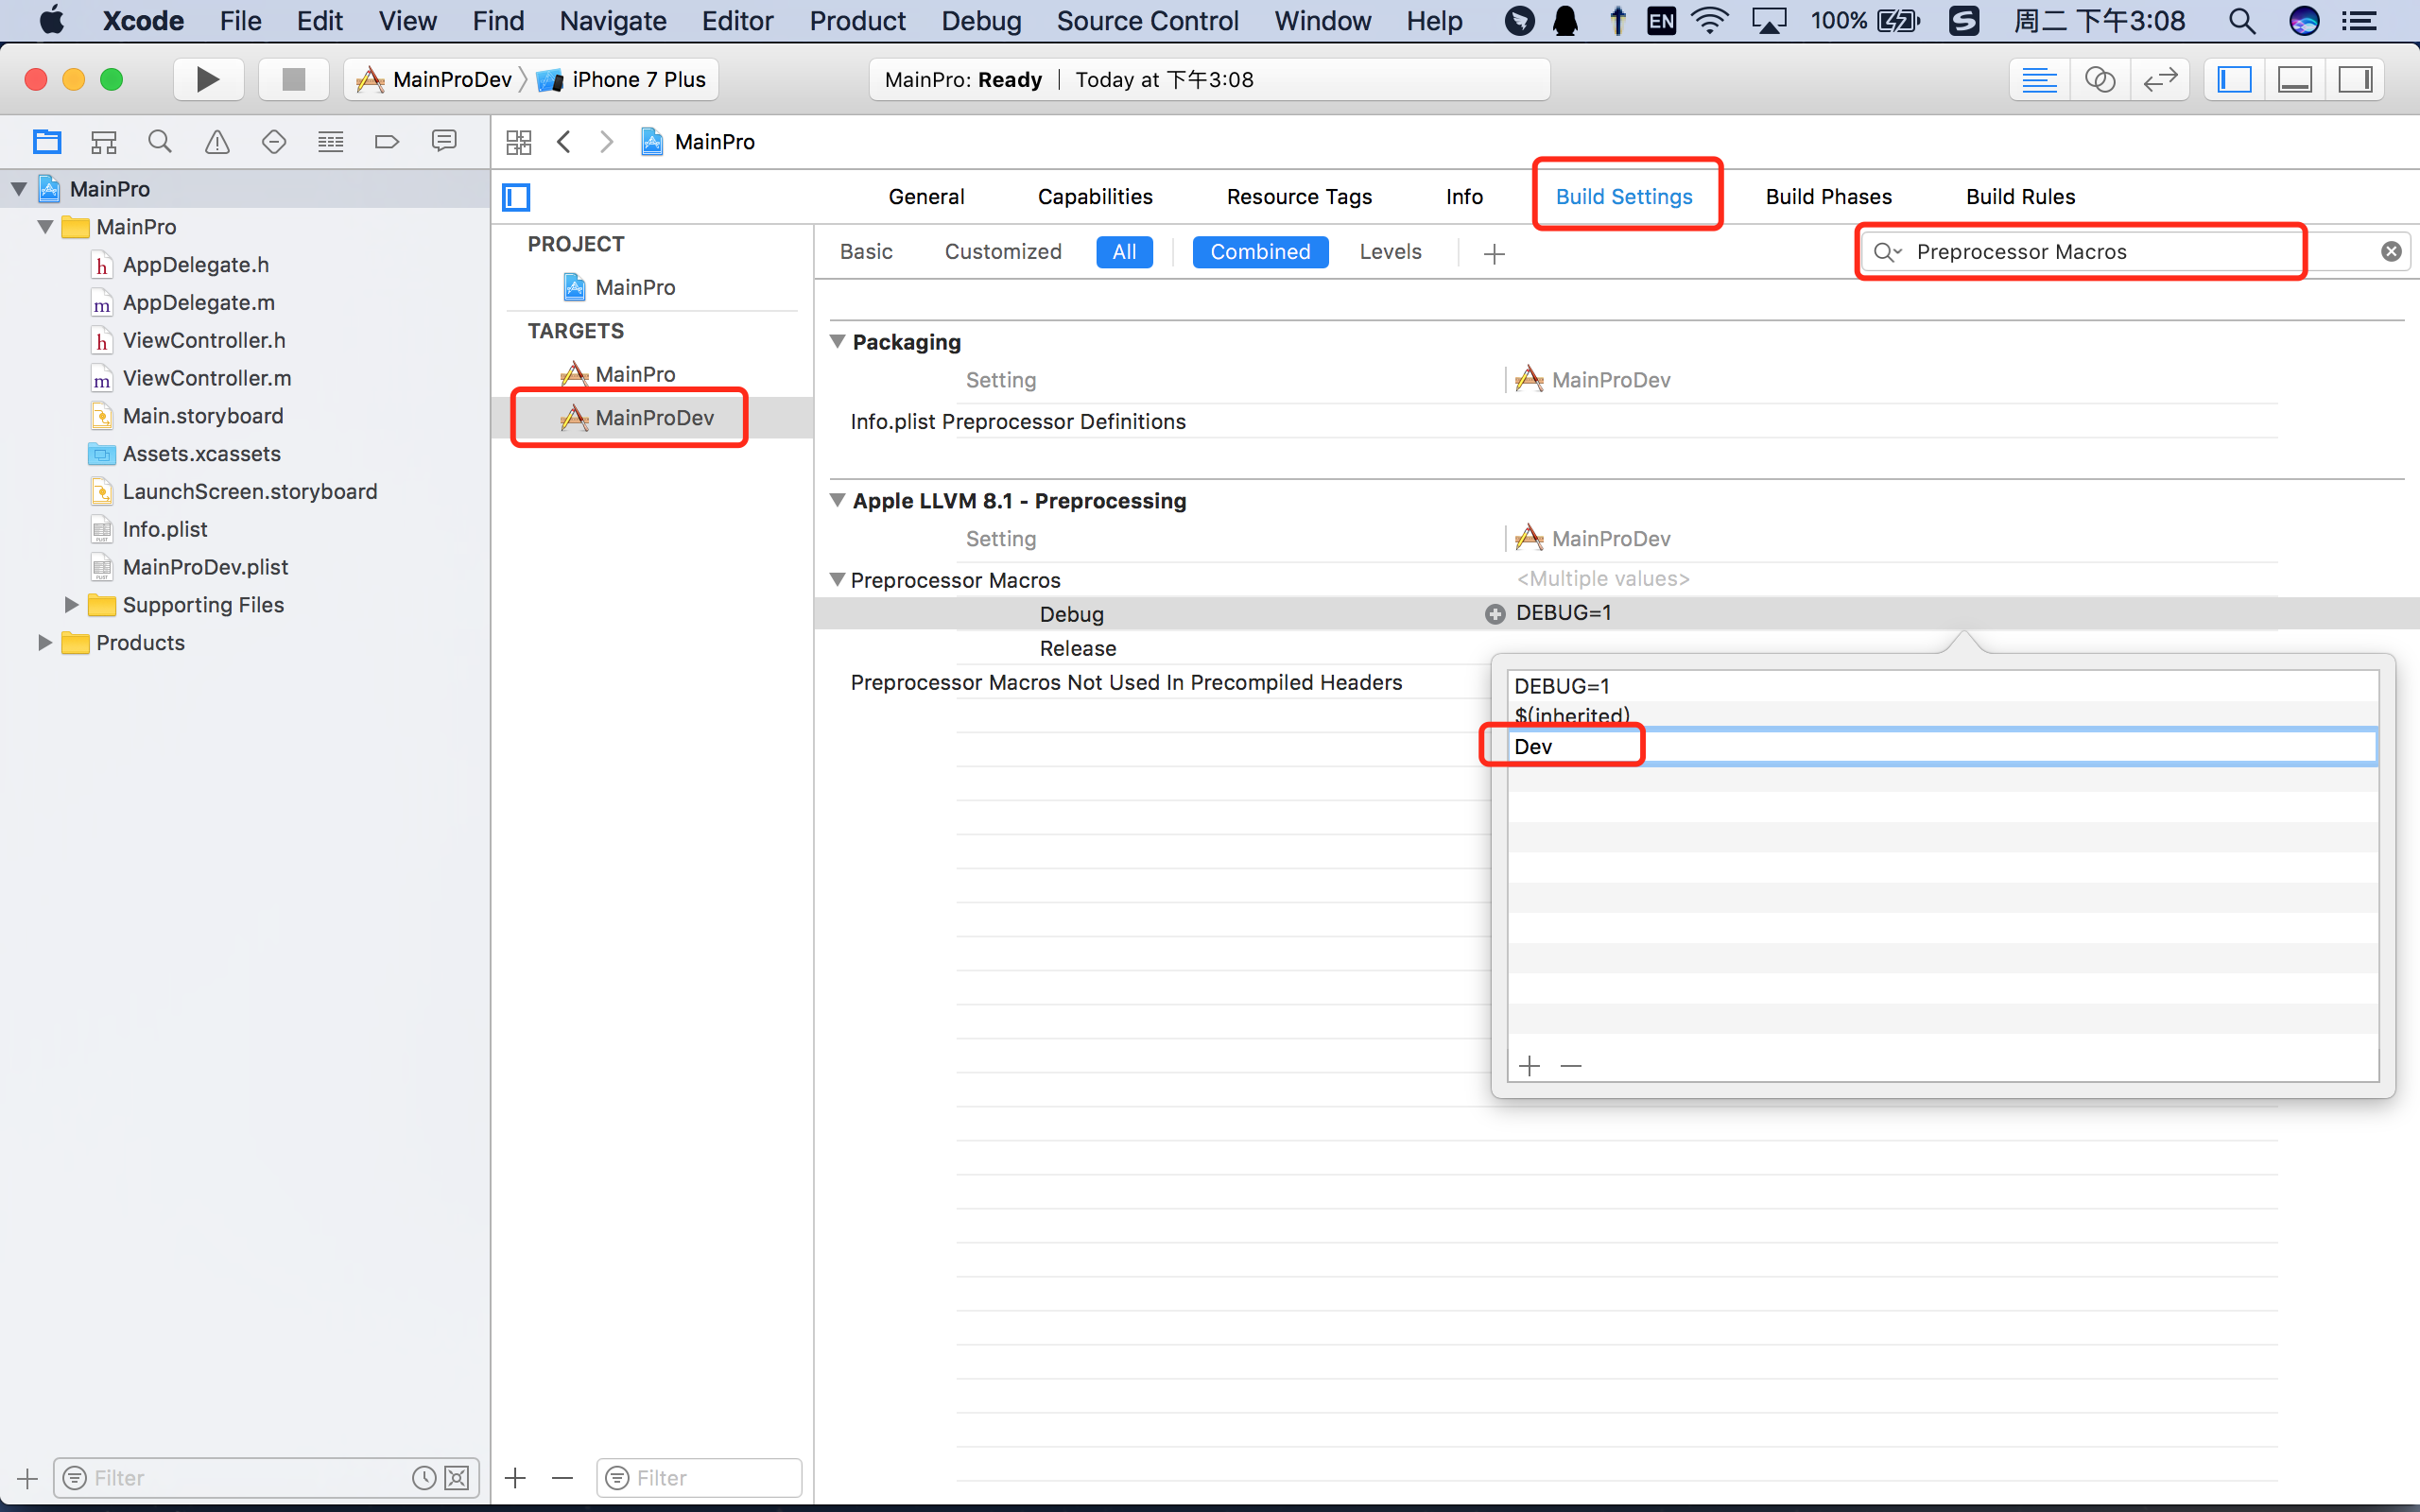 Xcode File Edit View Find Navigate Editor Product Debug Source Control Window Help EN 100% 周二 下午3:08
MainProDev iPhone 7 Plus MainPro: Ready | Today at 下午3:08
MainPro
MainPro
MainPro
AppDelegate.h
AppDelegate.m
ViewController.h
ViewController.m
Main.storyboard
Assets.xcassets
LaunchScreen.storyboard
Info.plist
MainProDev.plist
Supporting Files
Products
Filter
General Capabilities Resource Tags Info Build Settings Build Phases Build Rules
PROJECT
MainPro
TARGETS
MainPro
MainProDev
Filter
Basic Customized All Combined Levels Preprocessor Macros
Packaging
Setting MainProDev
Info.plist Preprocessor Definitions
Apple LLVM 8.1 - Preprocessing
Setting MainProDev
Preprocessor Macros <Multiple values>
Debug DEBUG=1
Release
Preprocessor Macros Not Used In Precompiled Headers
DEBUG=1
$(inherited)
Dev